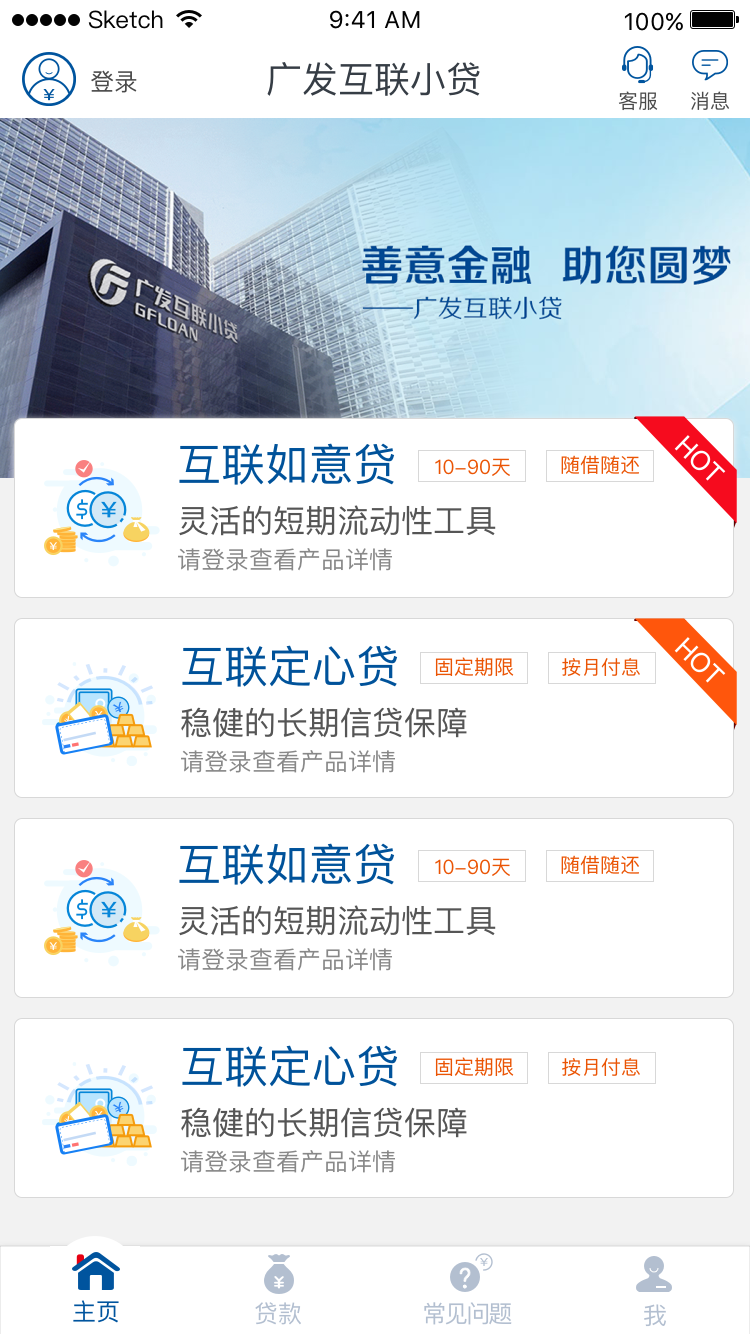 Sketch 9:41 AM 100%
登录 广发互联小贷 客服 消息
善意金融 助您圆梦
——广发互联小贷
广发互联小贷
GFLOAN
互联如意贷 10-90天 随借随还 HOT
灵活的短期流动性工具
请登录查看产品详情
互联定心贷 固定期限 按月付息 HOT
稳健的长期信贷保障
请登录查看产品详情
互联如意贷 10-90天 随借随还
灵活的短期流动性工具
请登录查看产品详情
互联定心贷 固定期限 按月付息
稳健的长期信贷保障
请登录查看产品详情
主页 贷款 常见问题 我